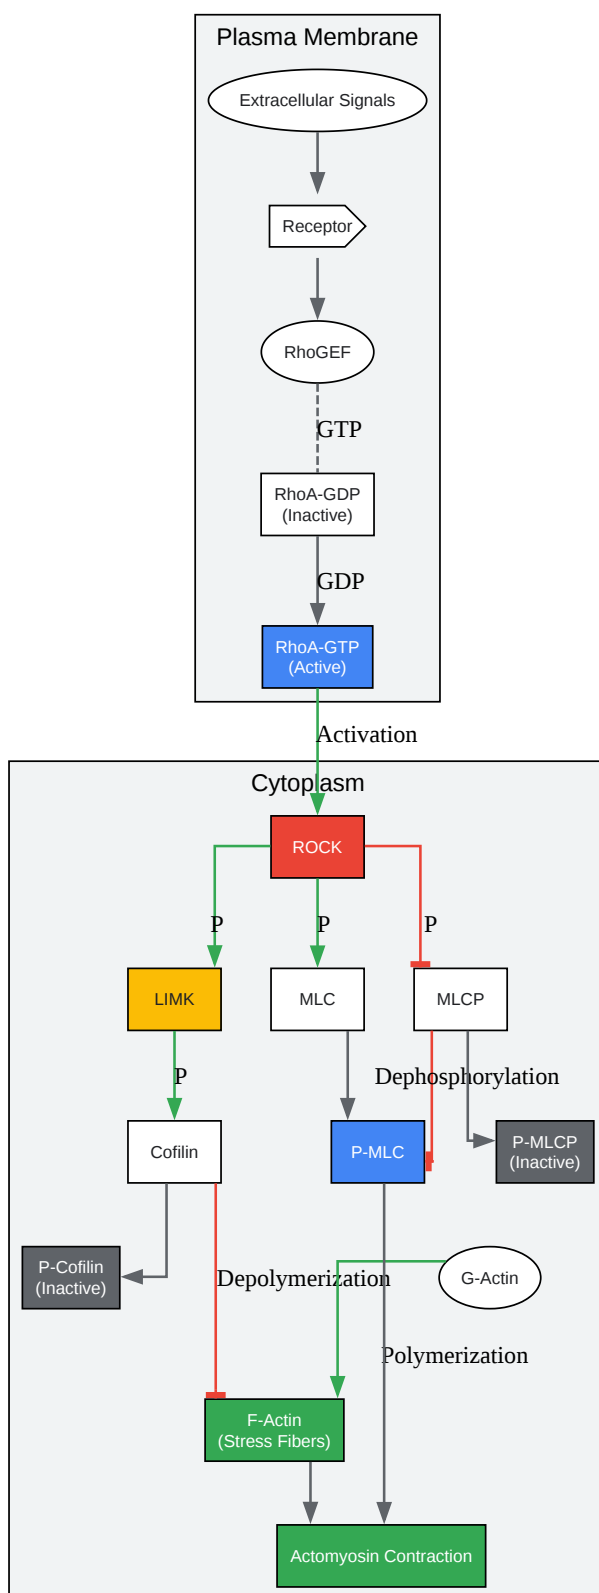 Plasma Membrane
Extracellular Signals
Receptor
RhoGEF
GTP
RhoA-GDP
(Inactive)
GDP
RhoA-GTP
(Active)
Activation
Cytoplasm
ROCK
P
P
P
LIMK
MLC
MLCP
P
Dephosphorylation
Cofilin
P-MLC
P-MLCP
(Inactive)
P-Cofilin
(Inactive)
Depolymerization
G-Actin
Polymerization
F-Actin
(Stress Fibers)
Actomyosin Contraction